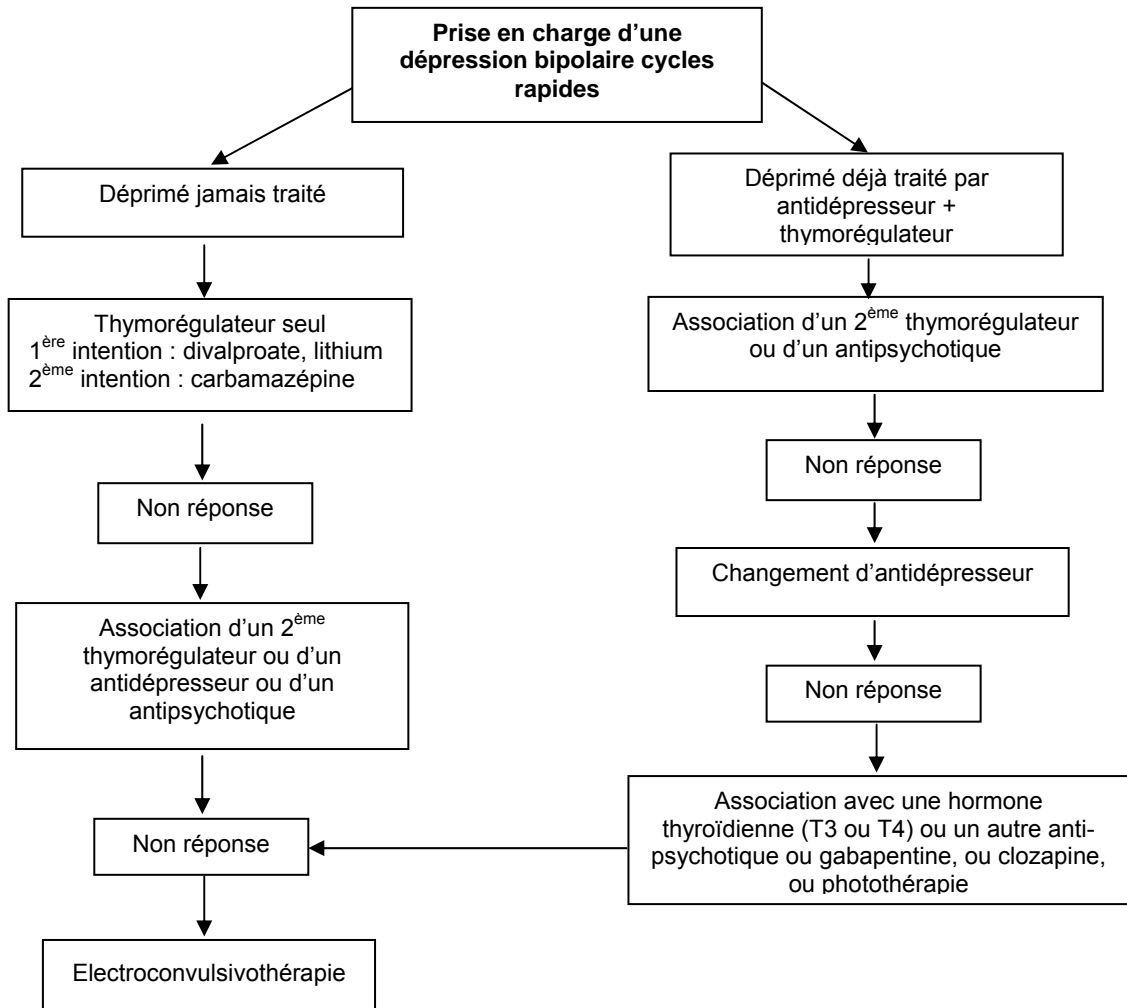 Prise en charge d’une
dépression bipolaire cycles
rapides
Déprimé jamais traité
Déprimé déjà traité par
antidépresseur +
thymorégulateur
Thymorégulateur seul
1ère intention : divalproate, lithium
2ème intention : carbamazépine
Association d’un 2ème thymorégulateur
ou d’un antipsychotique
Non réponse
Non réponse
Changement d’antidépresseur
Association d’un 2ème
thymorégulateur ou d’un
antidépresseur ou d’un
antipsychotique
Non réponse
Association avec une hormone
thyroïdienne (T3 ou T4) ou un autre anti-
psychotique ou gabapentine, ou clozapine,
ou photothérapie
Non réponse
Electroconvulsivothérapie